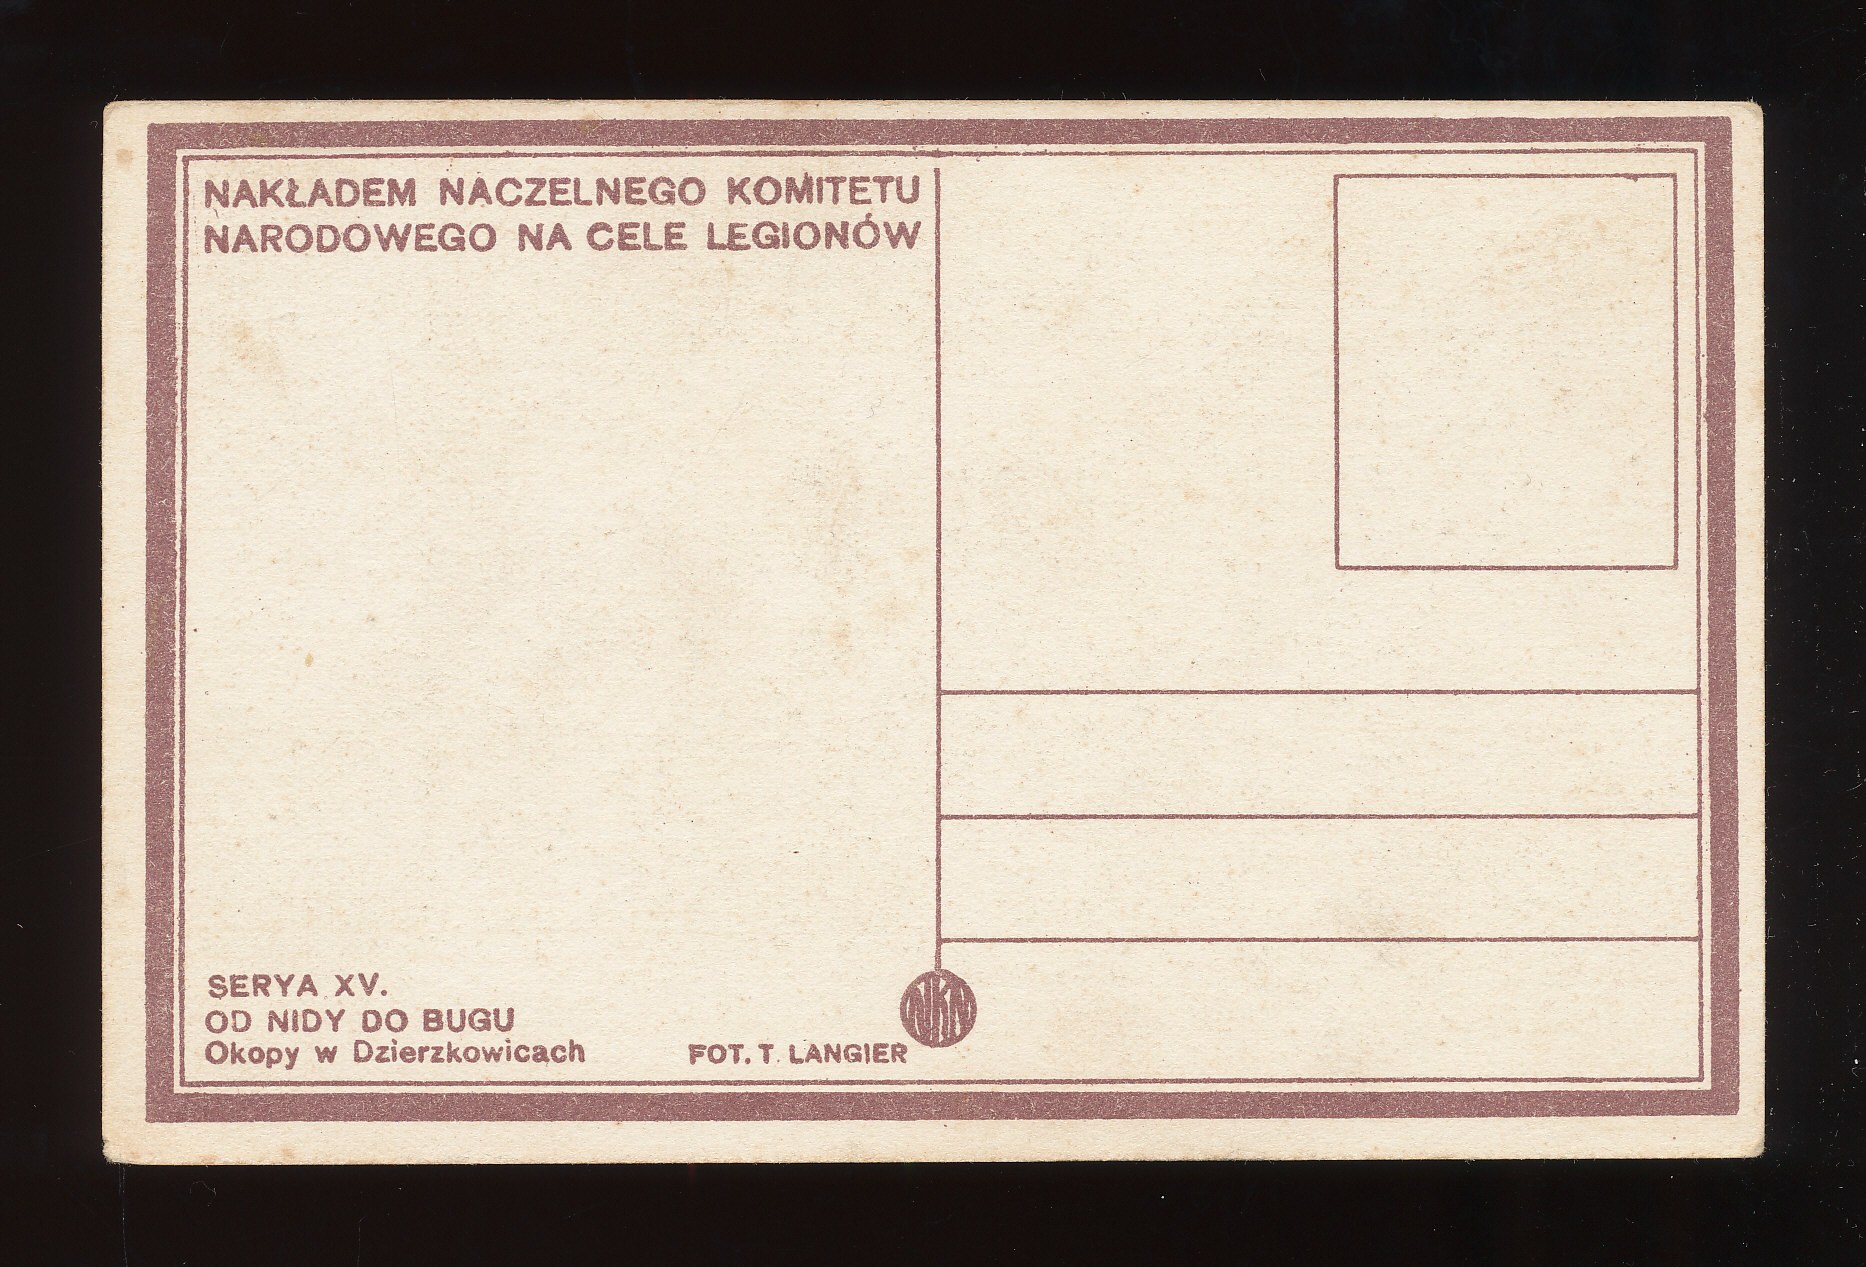 NAKŁADEM NACZELNEGO KOMITETU
NARODOWEGO NA CELE LEGIONÓW
SERYA XV.
OD NIDY DO BUGU
Okopy w Dzierzkowicach
FOT. T. LANGIER
NKN